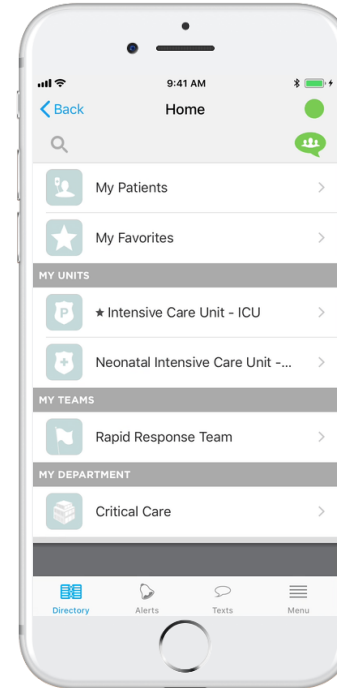 9:41 AM
Back
Home
My Patients
My Favorites
MY UNITS
P
★ Intensive Care Unit - ICU
Neonatal Intensive Care Unit -...
MY TEAMS
Rapid Response Team
MY DEPARTMENT
Critical Care
Directory Alerts Texts Menu